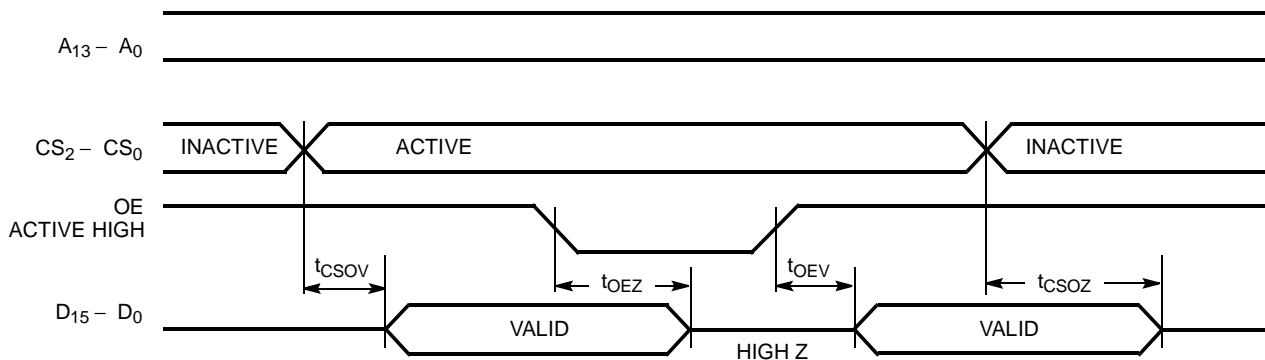 A13 – A0
CS2 – CS0
INACTIVE
ACTIVE
INACTIVE
OE
ACTIVE HIGH
tCSOV
tOEZ
tOEV
tCSOZ
D15 – D0
VALID
HIGH Z
VALID